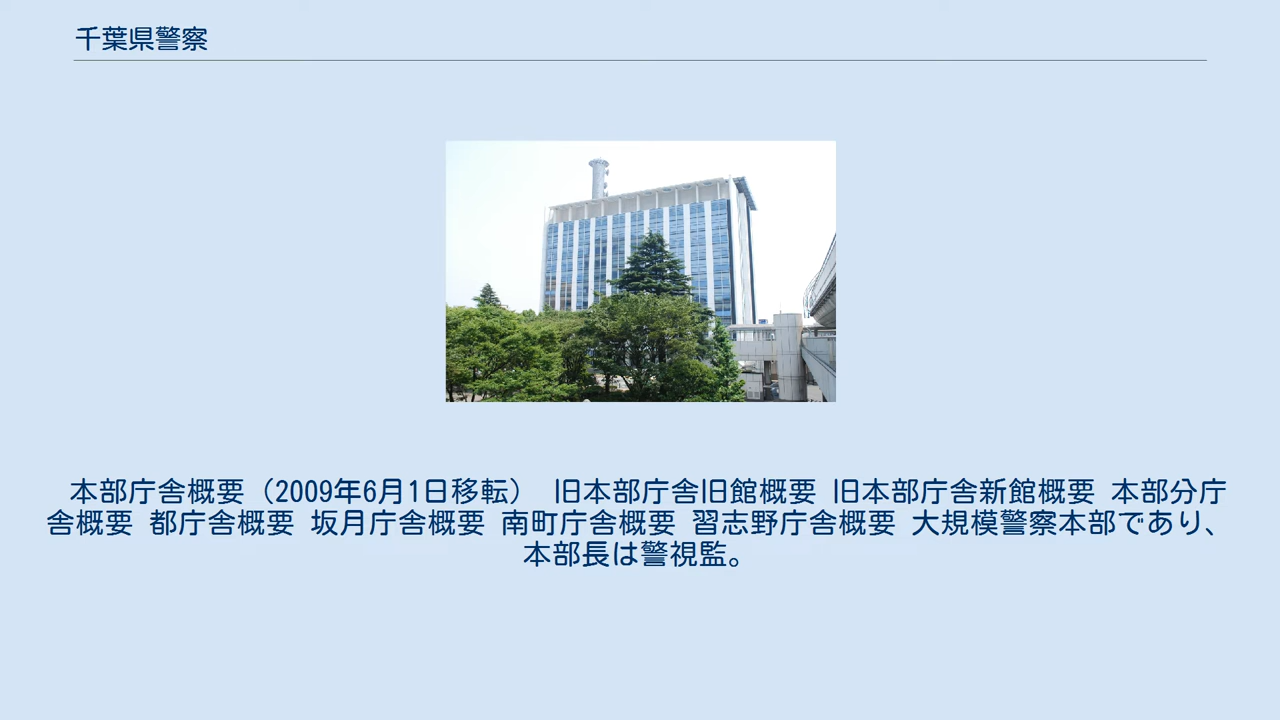 千葉県警察
本部庁舎概要（2009年6月1日移転） 旧本部庁舎旧館概要 旧本部庁舎新館概要 本部分庁
舎概要 都庁舎概要 坂月庁舎概要 南町庁舎概要 習志野庁舎概要 大規模警察本部であり、
本部長は警視監。